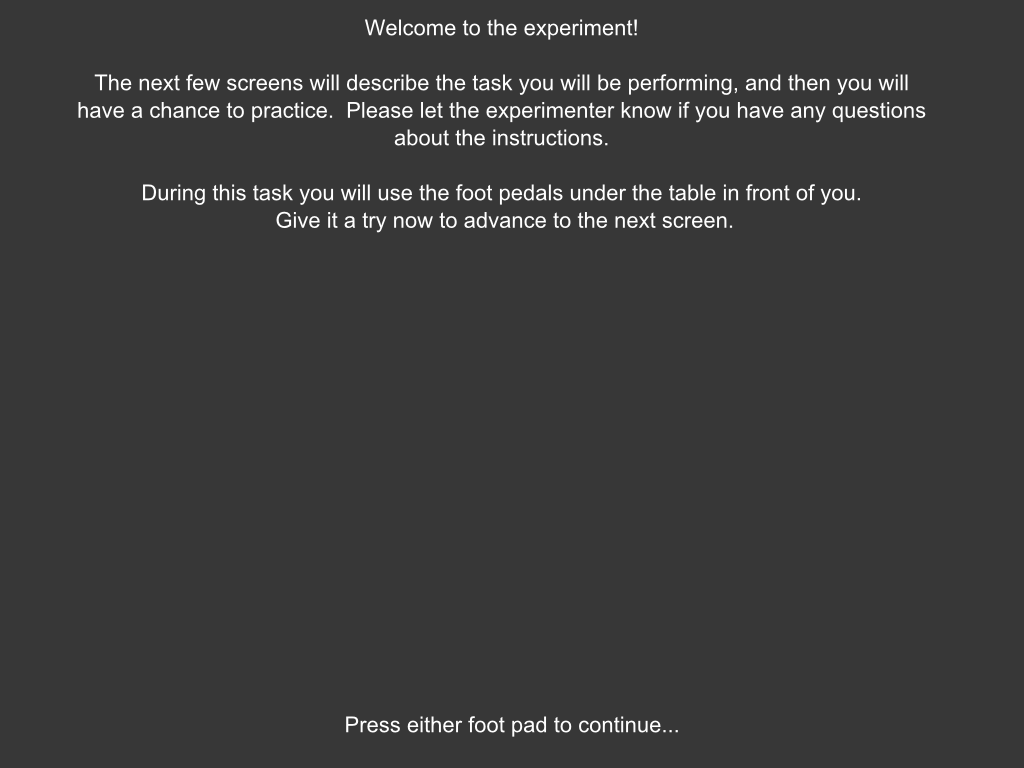 Welcome to the experiment!
The next few screens will describe the task you will be performing, and then you will
have a chance to practice.  Please let the experimenter know if you have any questions
about the instructions.
During this task you will use the foot pedals under the table in front of you.
Give it a try now to advance to the next screen.
Press either foot pad to continue...